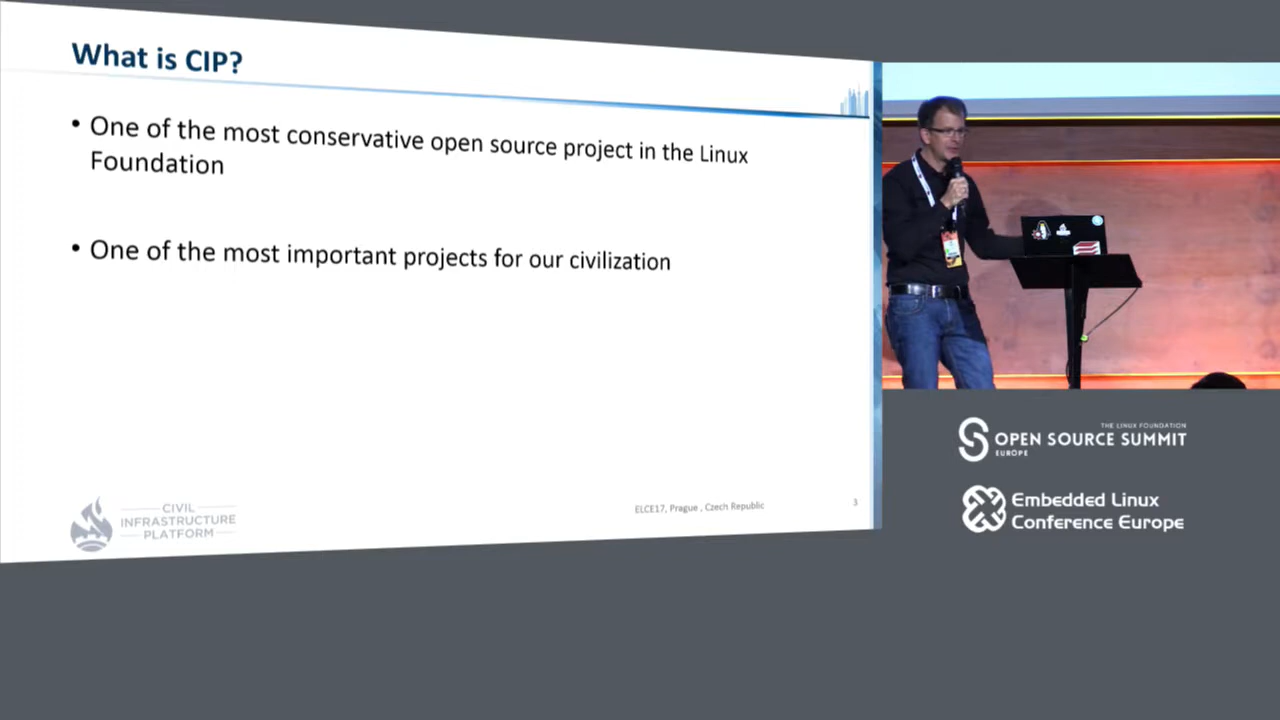 What is CIP?
• One of the most conservative open source project in the Linux
Foundation
• One of the most important projects for our civilization
CIVIL
INFRASTRUCTURE
PLATFORM
ELCE17, Prague , Czech Republic
3
THE LINUX FOUNDATION
OPEN SOURCE SUMMIT
EUROPE
Embedded Linux
Conference Europe